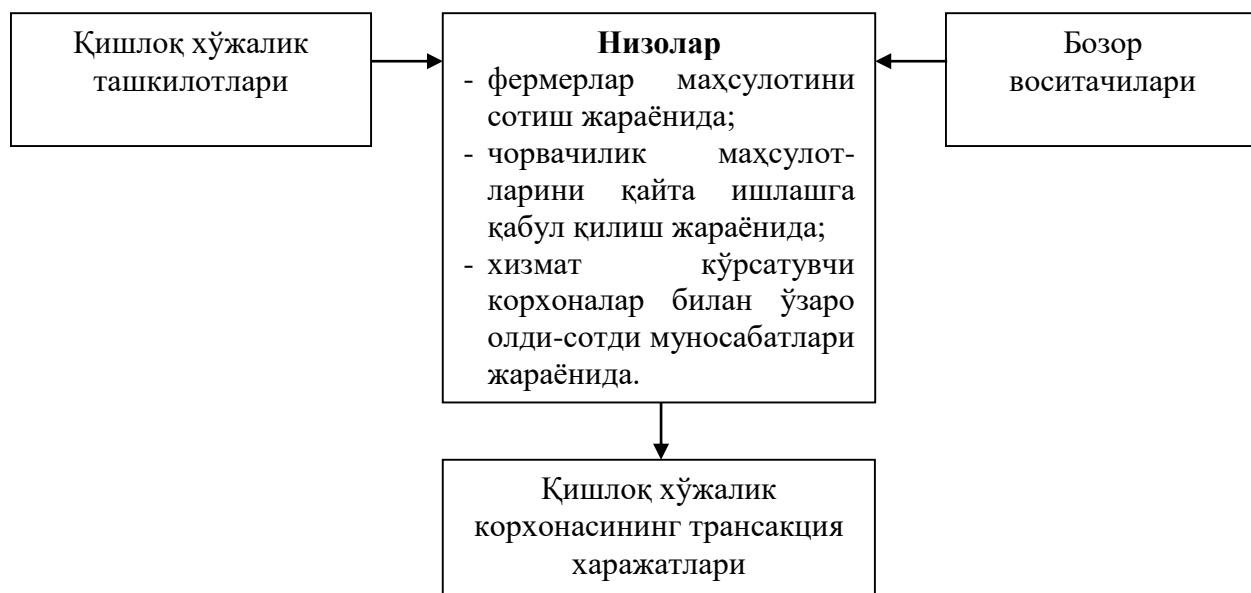 Қишлоқ хўжалик
ташкилотлари
Низолар
- фермерлар маҳсулотини
сотиш жараёнида;
- чорвачилик маҳсулот-
ларини қайта ишлашга
қабул қилиш жараёнида;
- хизмат кўрсатувчи
корхоналар билан ўзаро
олди-сотди муносабатлари
жараёнида.
Бозор
воситачилари
Қишлоқ хўжалик
корхонасининг трансакция
харажатлари